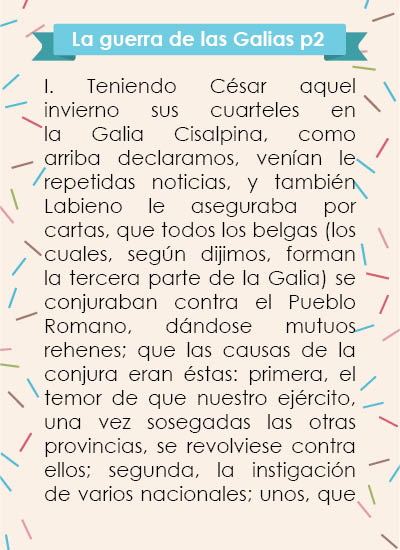 La guerra de las Galias p2
I. Teniendo César aquel
invierno sus cuarteles en
la Galia Cisalpina, como
arriba declaramos, venían le
repetidas noticias, y también
Labieno le aseguraba por
cartas, que todos los belgas (los
cuales, según dijimos, forman
la tercera parte de la Galia) se
conjuraban contra el Pueblo
Romano, dándose mutuos
rehenes; que las causas de la
conjura eran éstas: primera, el
temor de que nuestro ejército,
una vez sosegadas las otras
provincias, se revolviese contra
ellos; segunda, la instigación
de varios nacionales; unos, que